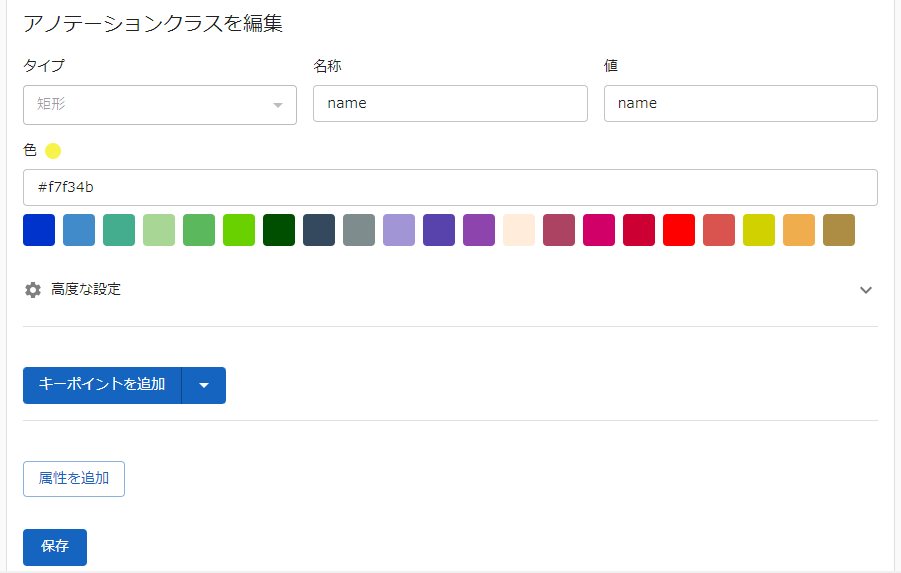 アノテーションクラスを編集
タイプ 名称 値
矩形 name name
色
#f7f34b
高度な設定
キーポイントを追加
属性を追加
保存